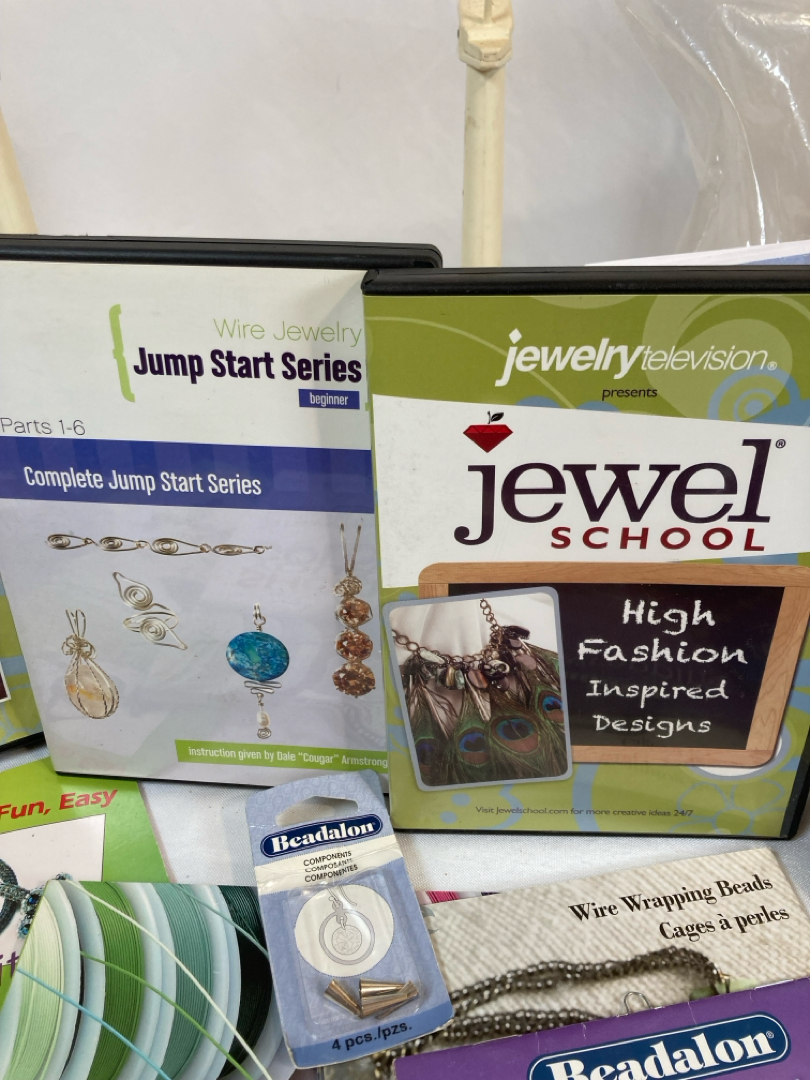 Wire Jewelry
Jump Start Series
beginner
Parts 1-6
Complete Jump Start Series
instruction given by Dale "Cougar" Armstrong
jewelrytelevision®
presents
jewel®
SCHOOL
High
Fashion
Inspired
Designs
Visit Jewelschool.com for more creative ideas 24/7
Fun, Easy
Beadalon®
COMPONENTS
COMPOSANTS
COMPONENTES
4 pcs./pzs.
Wire Wrapping Beads
Cages à perles
Beadalon®